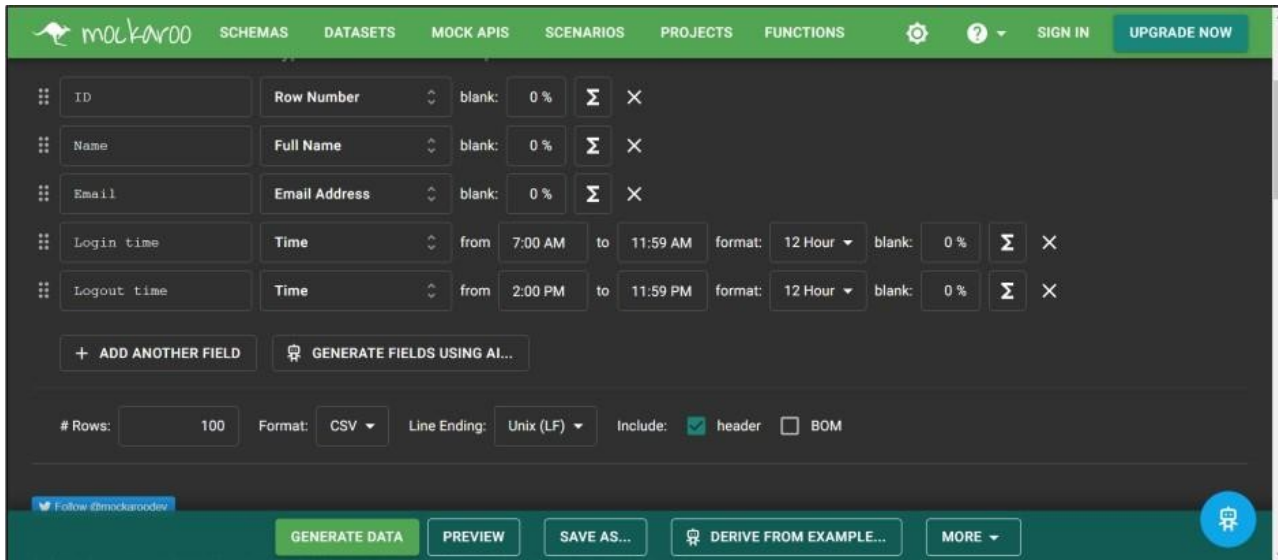 mockaroo SCHEMAS DATASETS MOCK APIS SCENARIOS PROJECTS FUNCTIONS ? SIGN IN UPGRADE NOW
ID Row Number blank: 0 % Σ ×
Name Full Name blank: 0 % Σ ×
Email Email Address blank: 0 % Σ ×
Login time Time from 7:00 AM to 11:59 AM format: 12 Hour blank: 0 % Σ ×
Logout time Time from 2:00 PM to 11:59 PM format: 12 Hour blank: 0 % Σ ×
+ ADD ANOTHER FIELD GENERATE FIELDS USING AI...
# Rows: 100 Format: CSV Line Ending: Unix (LF) Include: header BOM
Follow @mockaroodev
GENERATE DATA PREVIEW SAVE AS... DERIVE FROM EXAMPLE... MORE